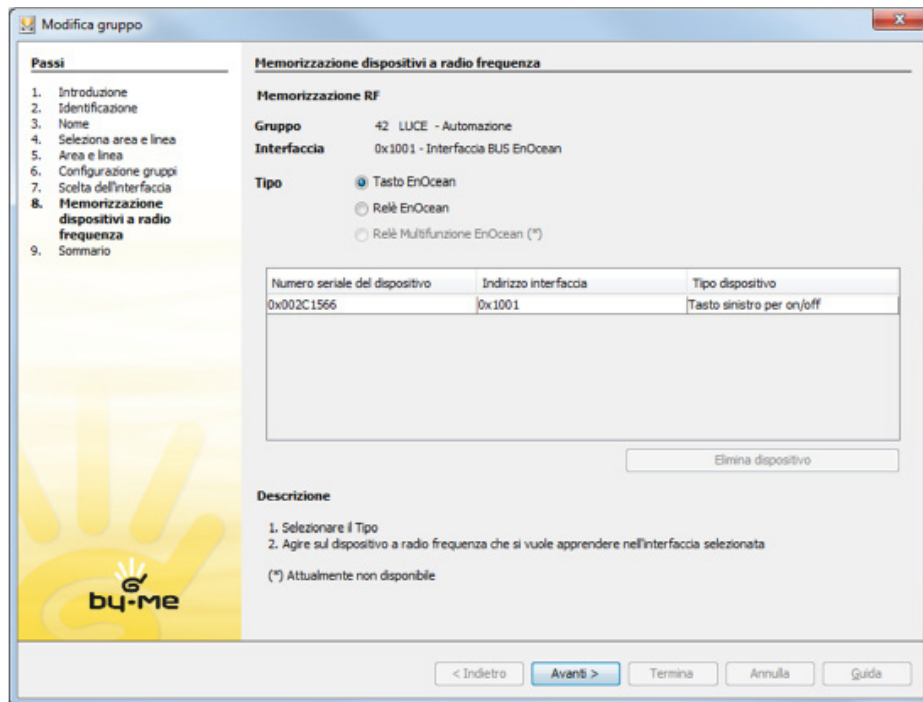 Modifica gruppo
Passi
1. Introduzione
2. Identificazione
3. Nome
4. Seleziona area e linea
5. Area e linea
6. Configurazione gruppi
7. Scelta dell'interfaccia
8. Memorizzazione
dispositivi a radio
frequenza
9. Sommario
by-me
Memorizzazione dispositivi a radio frequenza
Memorizzazione RF
Gruppo 42 LUCE - Automazione
Interfaccia 0x1001 - Interfaccia BUS EnOcean
Tipo Tasto EnOcean
Relè EnOcean
Relè Multifunzione EnOcean (*)
Numero seriale del dispositivo Indirizzo interfaccia Tipo dispositivo
0x002C1566 0x1001 Tasto sinistro per on/off
Elimina dispositivo
Descrizione
1. Selezionare il Tipo
2. Agire sul dispositivo a radio frequenza che si vuole apprendere nell'interfaccia selezionata
(*) Attualmente non disponibile
< Indietro Avanti > Termina Annulla Guida